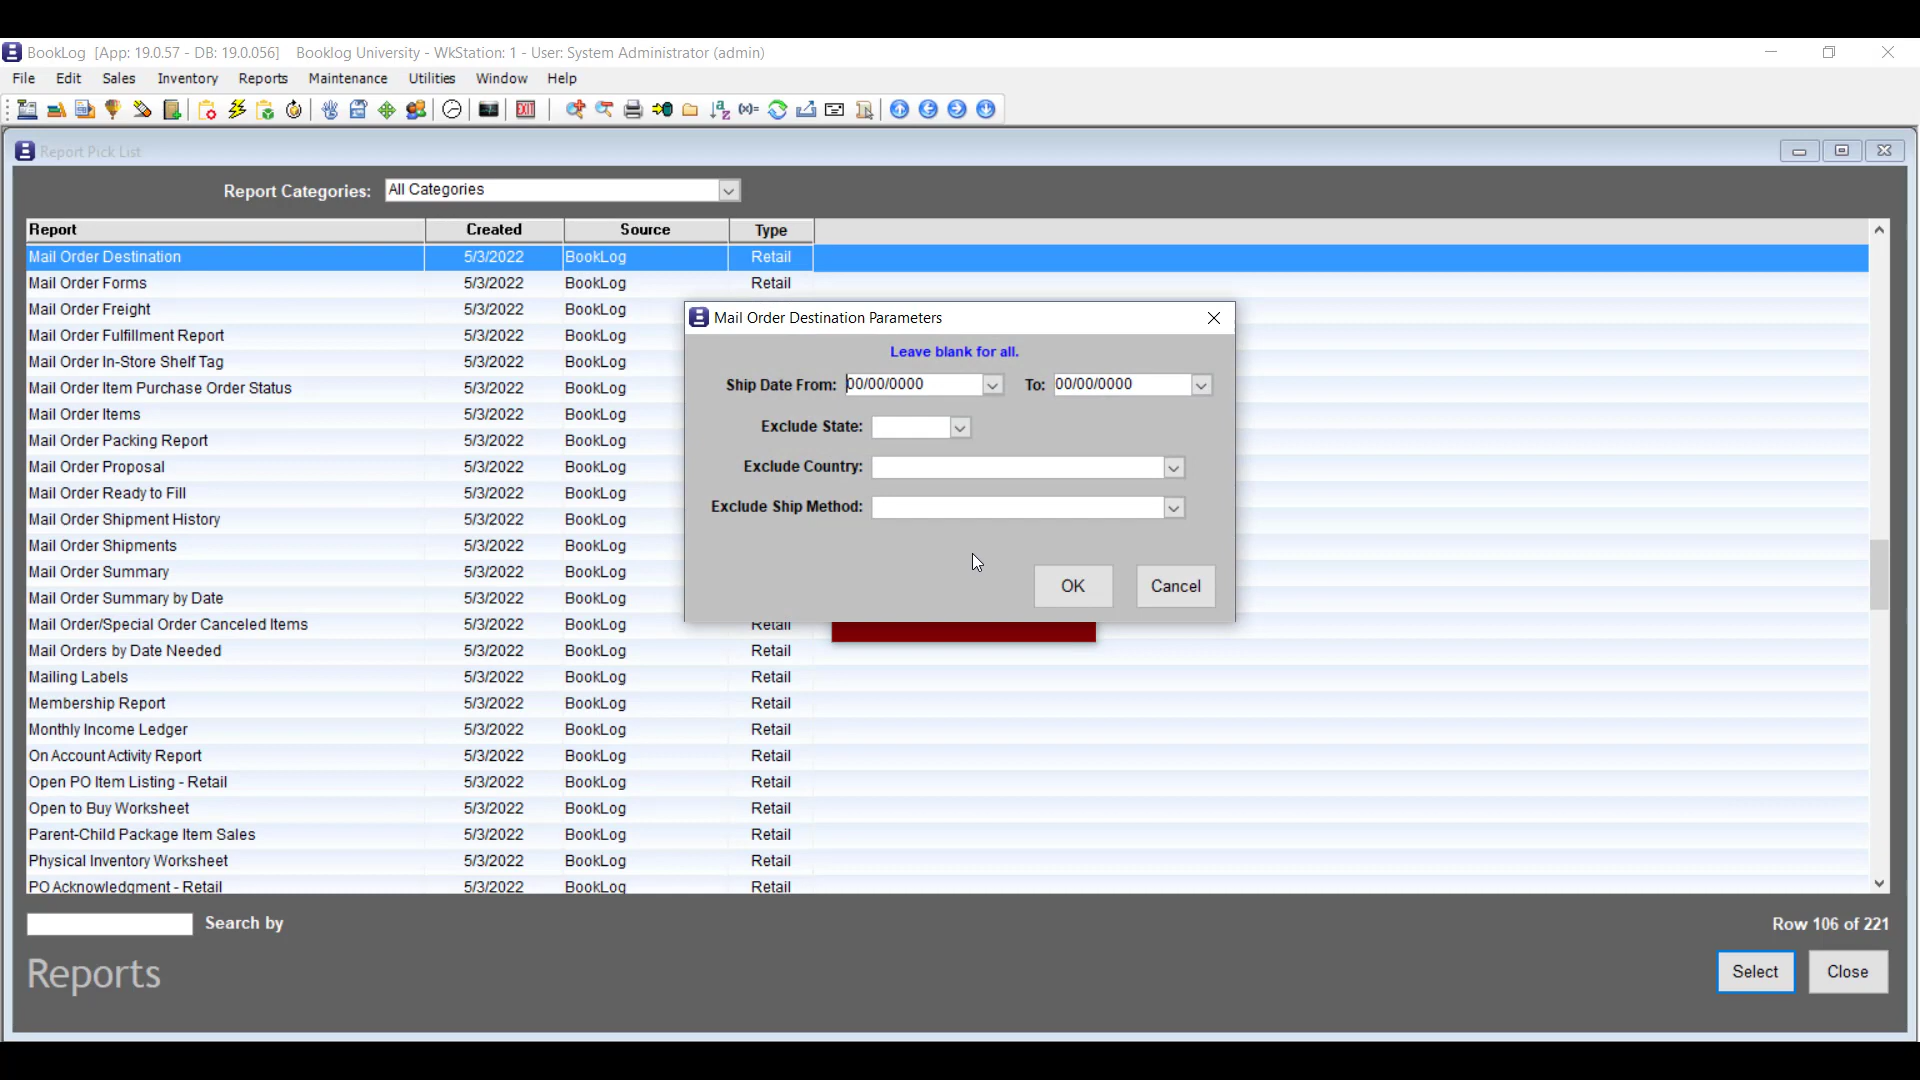 BookLog [App: 19.0.57 - DB: 19.0.056] Booklog University - WkStation: 1 - User: System Administrator (admin)
File Edit Sales Inventory Reports Maintenance Utilities Window Help
EXIT
Report Pick List
Report Categories: All Categories
Report Created Source Type
Mail Order Destination 5/3/2022 BookLog Retail
Mail Order Forms 5/3/2022 BookLog Retail
Mail Order Freight 5/3/2022 BookLog
Mail Order Fulfillment Report 5/3/2022 BookLog
Mail Order In-Store Shelf Tag 5/3/2022 BookLog
Mail Order Item Purchase Order Status 5/3/2022 BookLog
Mail Order Items 5/3/2022 BookLog
Mail Order Packing Report 5/3/2022 BookLog
Mail Order Proposal 5/3/2022 BookLog
Mail Order Ready to Fill 5/3/2022 BookLog
Mail Order Shipment History 5/3/2022 BookLog
Mail Order Shipments 5/3/2022 BookLog
Mail Order Summary 5/3/2022 BookLog
Mail Order Summary by Date 5/3/2022 BookLog
Mail Order/Special Order Canceled Items 5/3/2022 BookLog Retail
Mail Orders by Date Needed 5/3/2022 BookLog Retail
Mailing Labels 5/3/2022 BookLog Retail
Membership Report 5/3/2022 BookLog Retail
Monthly Income Ledger 5/3/2022 BookLog Retail
On Account Activity Report 5/3/2022 BookLog Retail
Open PO Item Listing - Retail 5/3/2022 BookLog Retail
Open to Buy Worksheet 5/3/2022 BookLog Retail
Parent-Child Package Item Sales 5/3/2022 BookLog Retail
Physical Inventory Worksheet 5/3/2022 BookLog Retail
PO Acknowledgment - Retail 5/3/2022 BookLog Retail
Mail Order Destination Parameters
Leave blank for all.
Ship Date From: 00/00/0000 To: 00/00/0000
Exclude State:
Exclude Country:
Exclude Ship Method:
OK Cancel
Search by Row 106 of 221
Reports Select Close